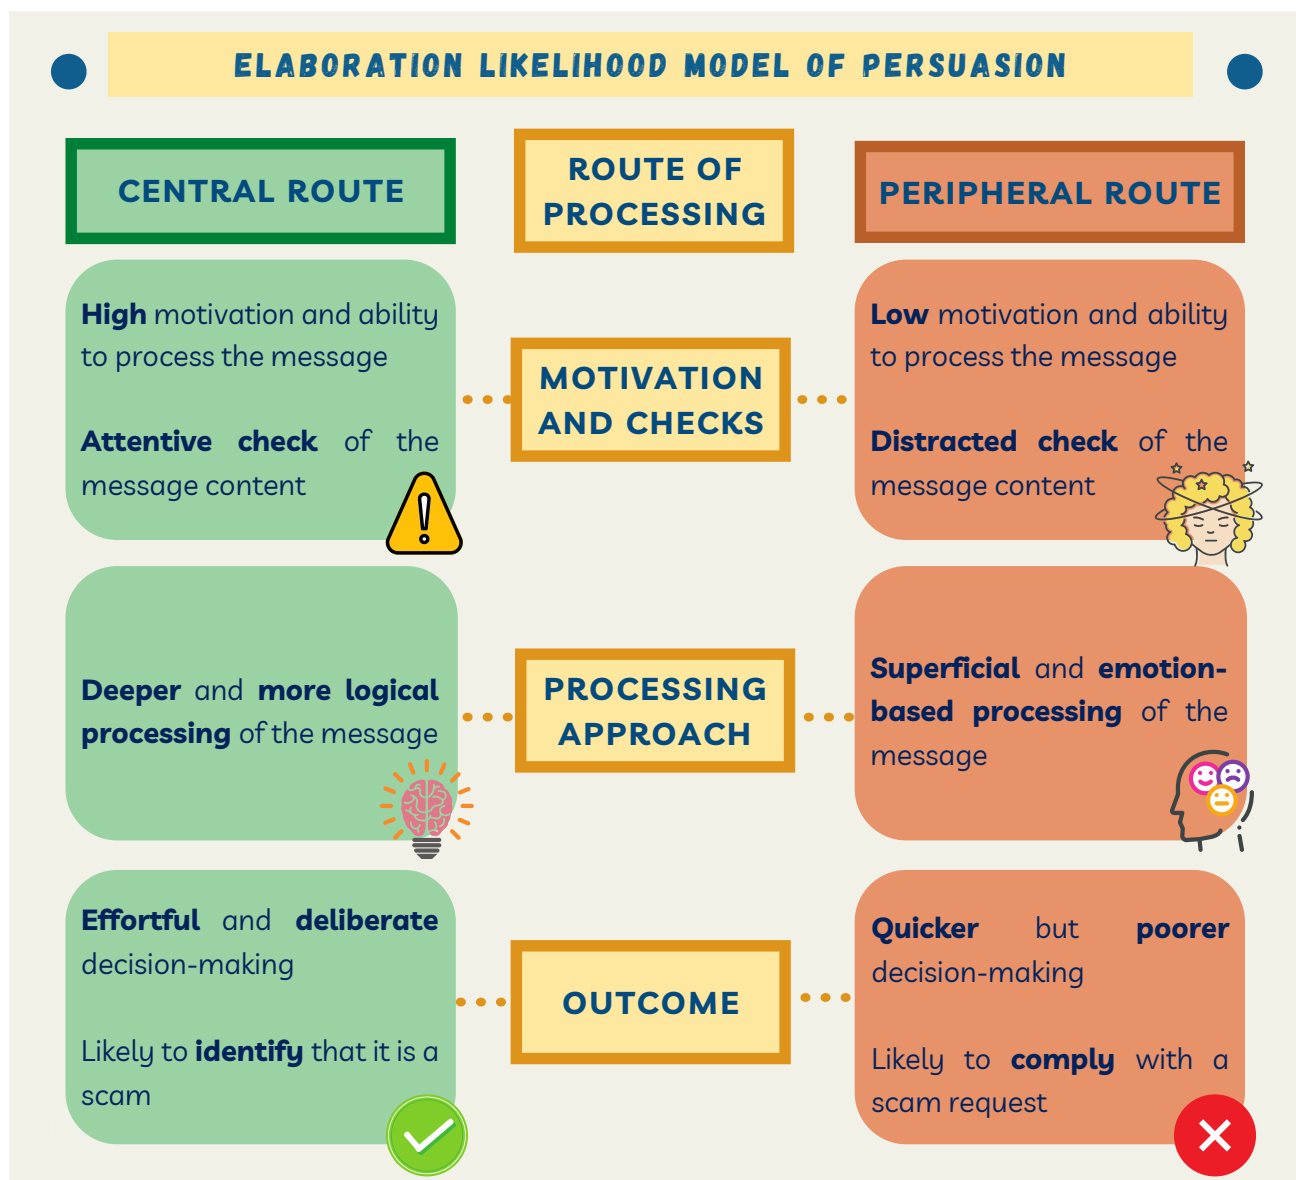 ELABORATION LIKELIHOOD MODEL OF PERSUASION
CENTRAL ROUTE
ROUTE OF
PROCESSING
PERIPHERAL ROUTE
High motivation and ability
to process the message
Attentive check of the
message content
MOTIVATION
AND CHECKS
Low motivation and ability
to process the message
Distracted check of the
message content
Deeper and more logical
processing of the message
PROCESSING
APPROACH
Superficial and emotion-
based processing of the
message
Effortful and deliberate
decision-making
Likely to identify that it is a
scam
OUTCOME
Quicker but poorer
decision-making
Likely to comply with a
scam request